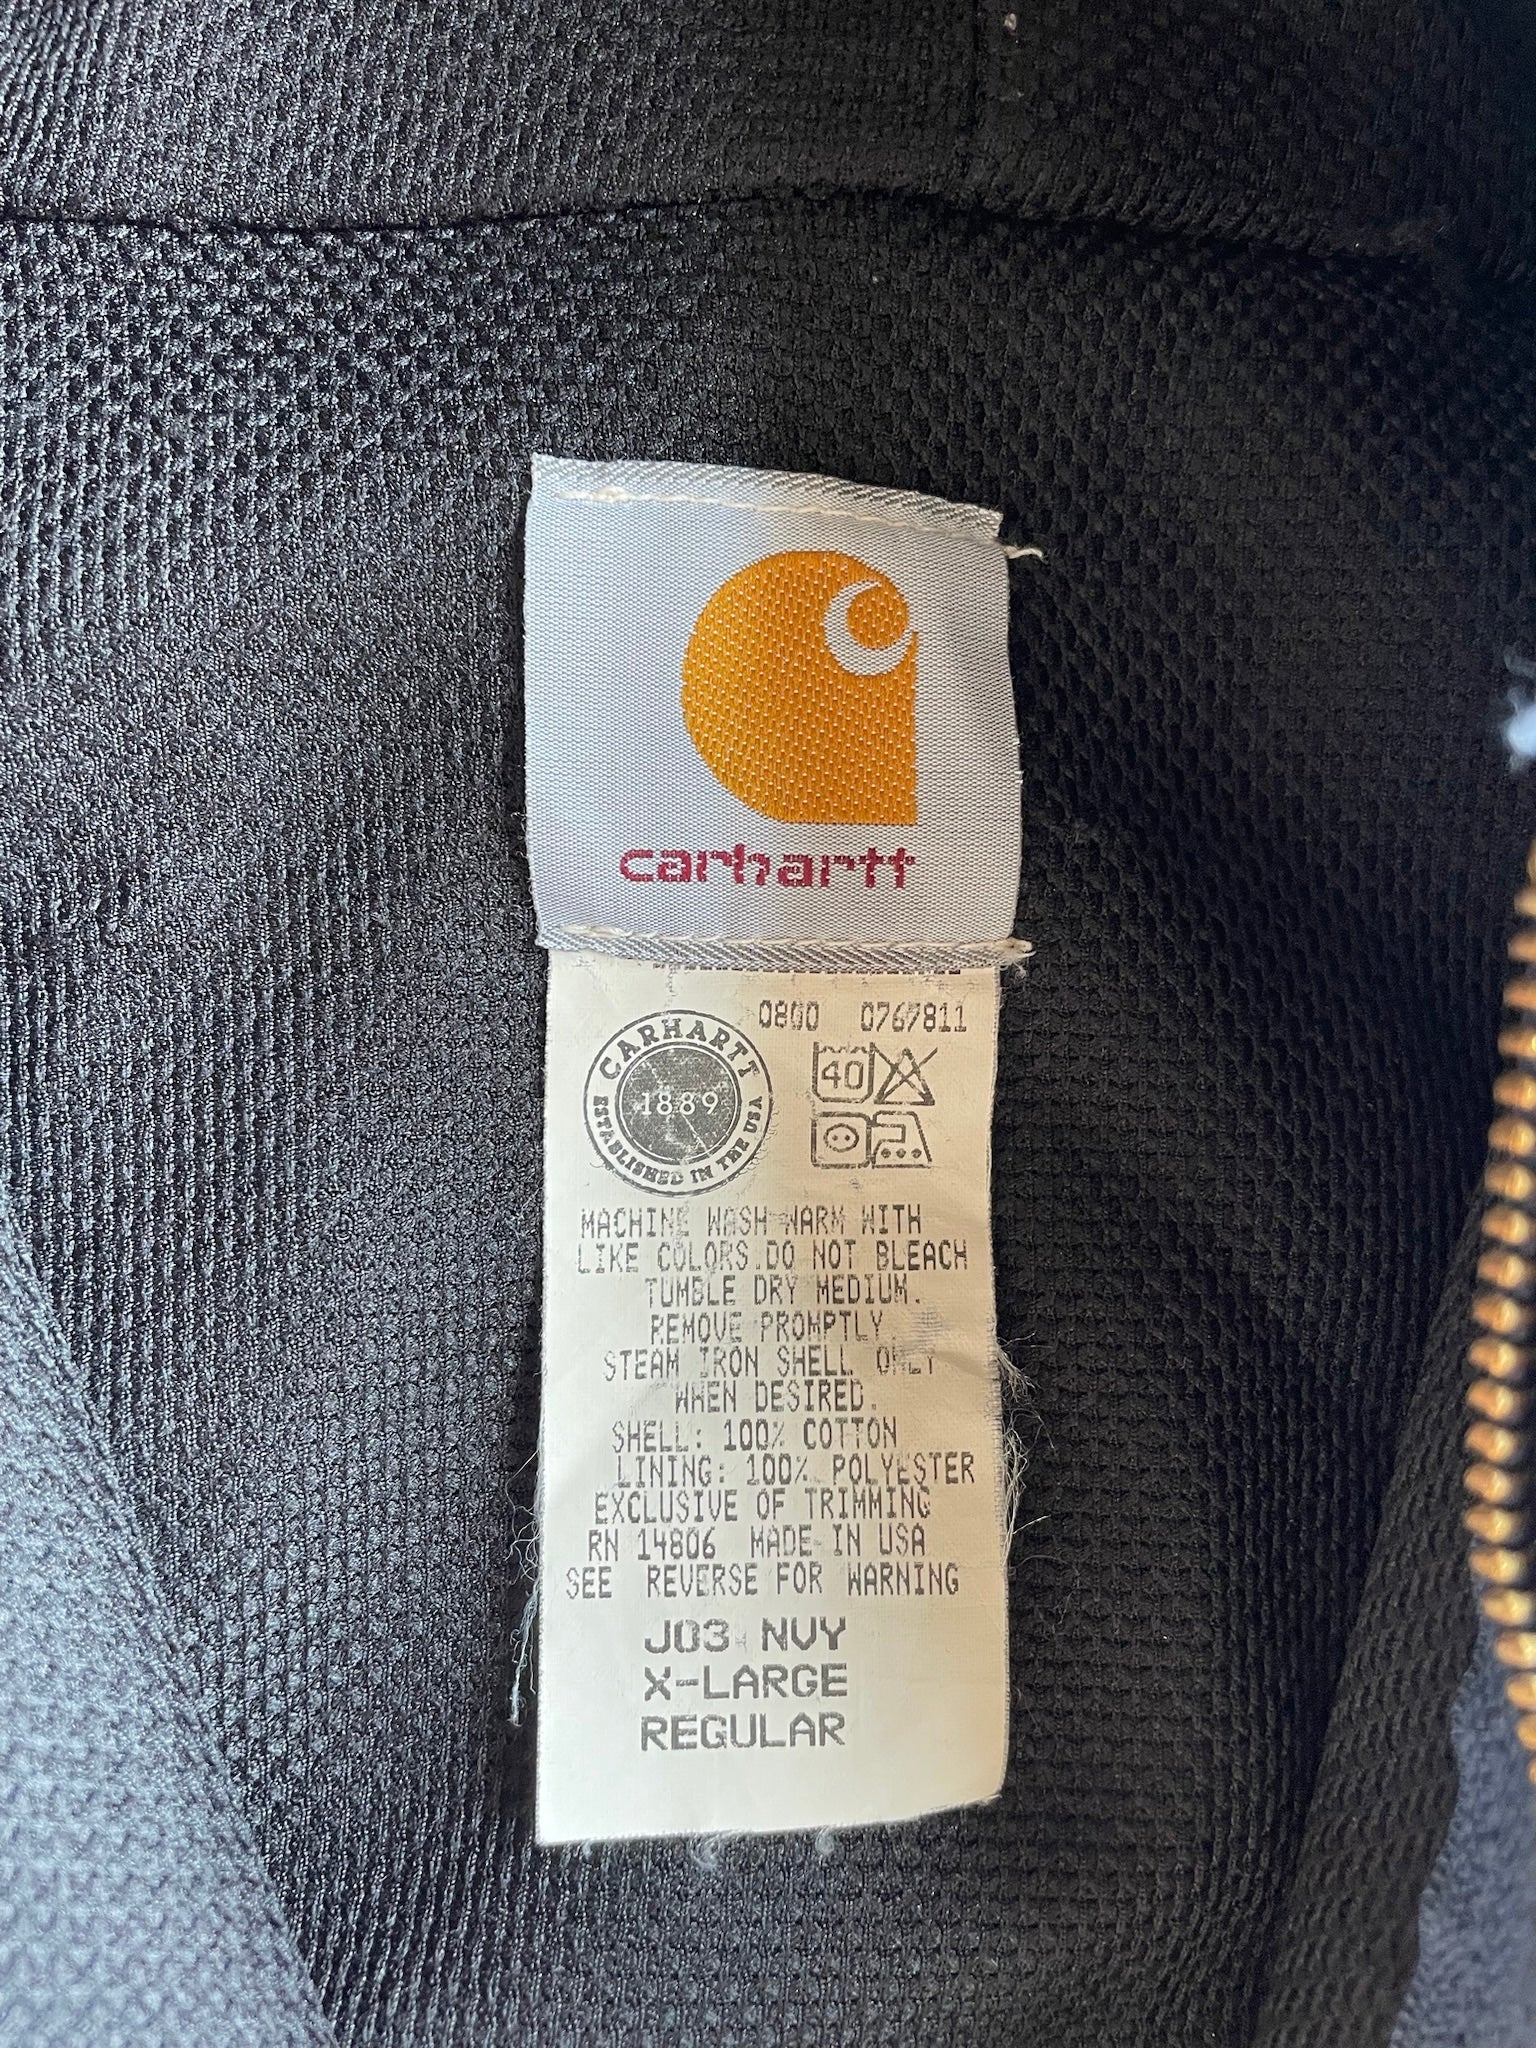 carhartt
0800 0767811
CARHARTT
1889
ESTABLISHED IN THE USA
40
MACHINE WASH WARM WITH
LIKE COLORS.DO NOT BLEACH
TUMBLE DRY MEDIUM.
REMOVE PROMPTLY
STEAM IRON SHELL ONLY
WHEN DESIRED.
SHELL: 100% COTTON
LINING: 100% POLYESTER
EXCLUSIVE OF TRIMMING
RN 14806 MADE IN USA
SEE REVERSE FOR WARNING
J03 NVY
X-LARGE
REGULAR